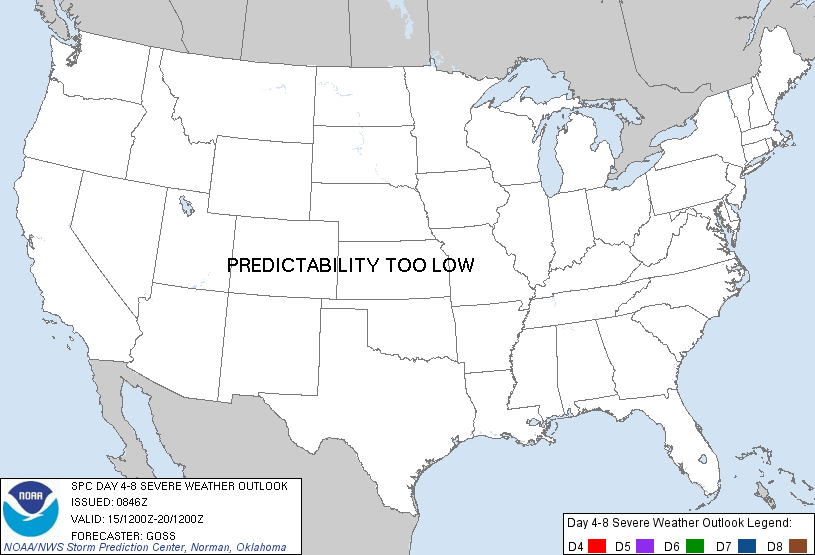 PREDICTABILITY TOO LOW
NOAA
SPC DAY 4-8 SEVERE WEATHER OUTLOOK
ISSUED: 0846Z
VALID: 15/1200Z-20/1200Z
FORECASTER: GOSS
NOAA/NWS Storm Prediction Center, Norman, Oklahoma
Day 4-8 Severe Weather Outlook Legend:
D4 D5 D6 D7 D8